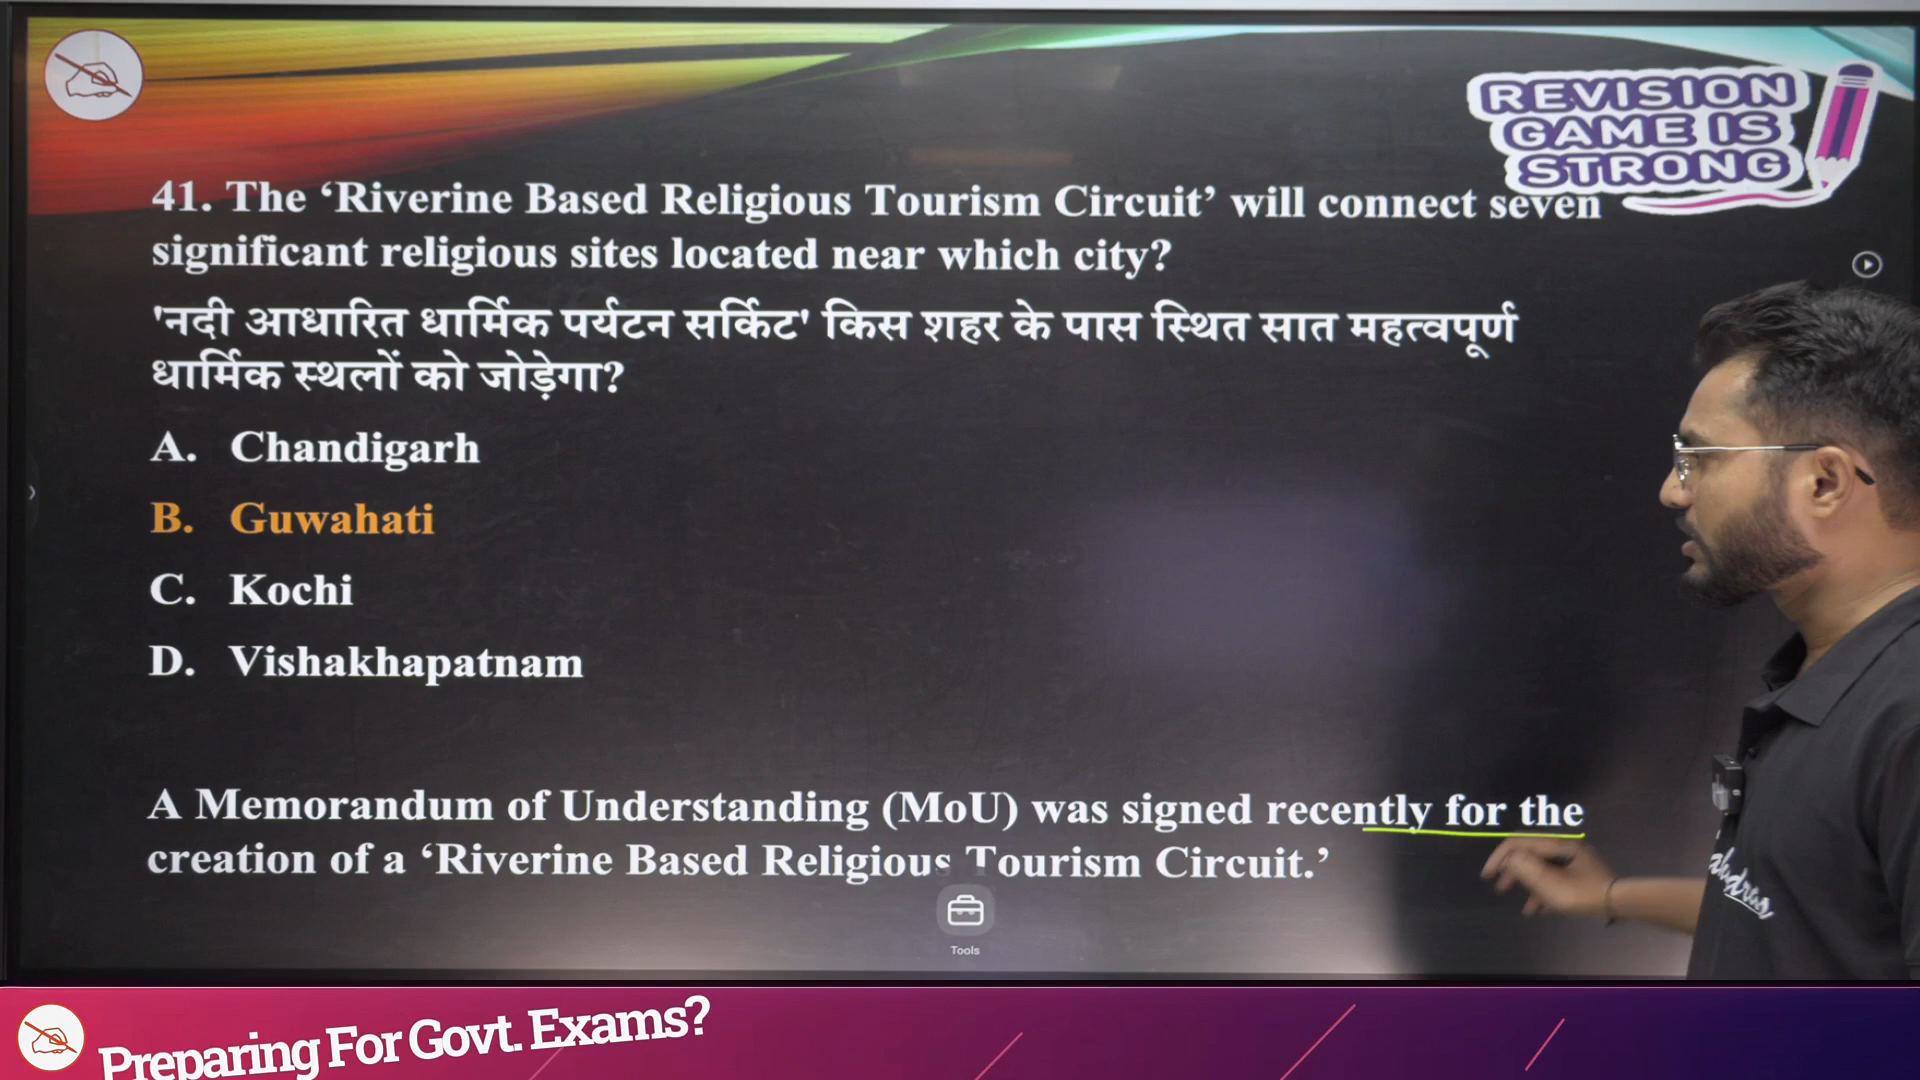 REVISION
GAME IS
STRONG
41. The ‘Riverine Based Religious Tourism Circuit’ will connect seven
significant religious sites located near which city?
'नदी आधारित धार्मिक पर्यटन सर्किट' किस शहर के पास स्थित सात महत्वपूर्ण
धार्मिक स्थलों को जोड़ेगा?
A. Chandigarh
B. Guwahati
C. Kochi
D. Vishakhapatnam
A Memorandum of Understanding (MoU) was signed recently for the
creation of a ‘Riverine Based Religious Tourism Circuit.’
Tools
Preparing For Govt. Exams?